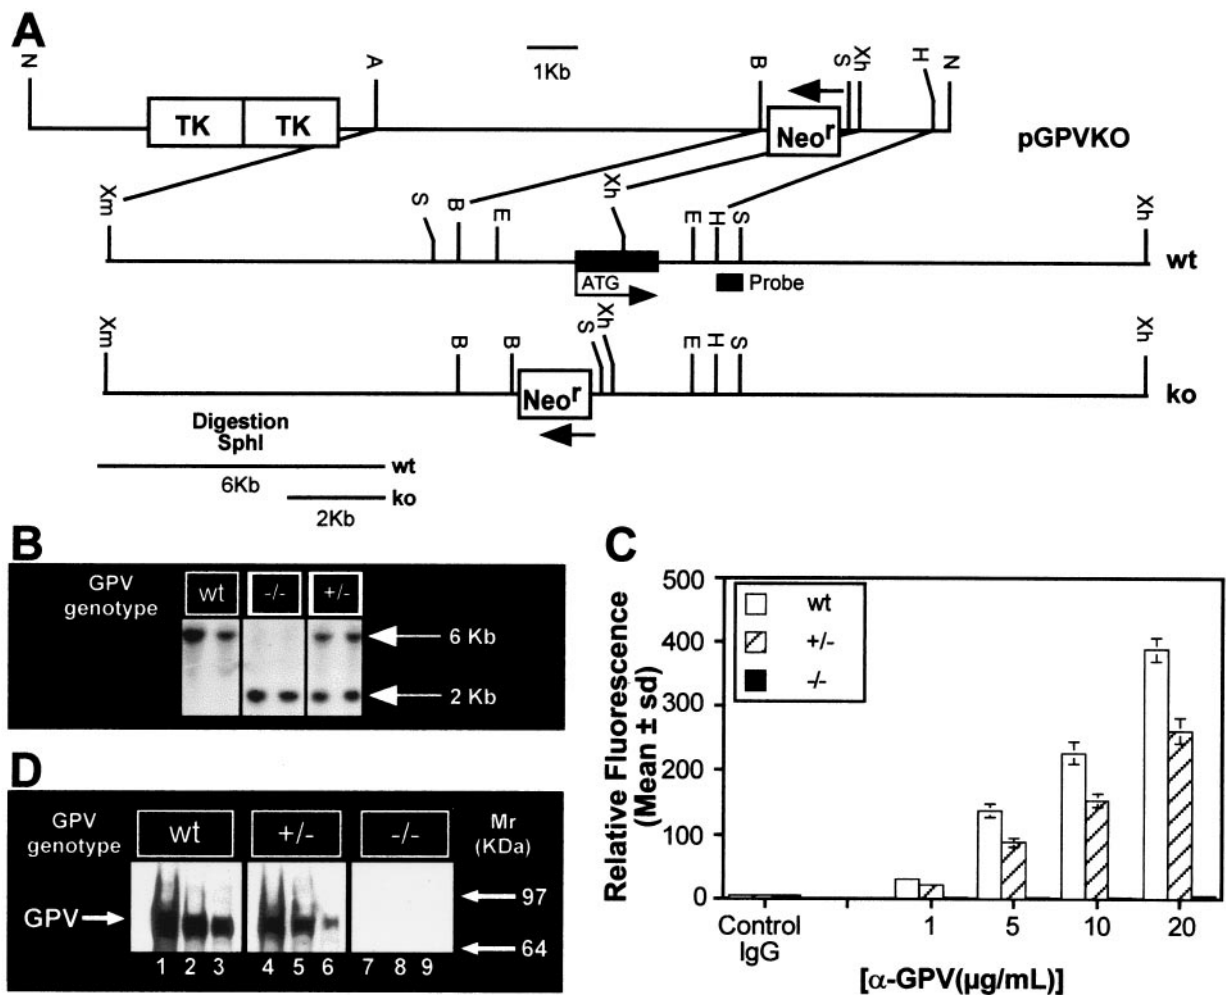 A
N
A
1Kb
B
S
Xh
H
N
TK
TK
Neoʳ
pGPVKO
Xm
S
B
E
Xh
E
H
S
Xh
wt
ATG
Probe
Xm
B
B
S
Xh
E
H
S
Xh
Neoʳ
ko
Digestion
SphI
wt
6Kb
ko
2Kb
B
GPV
genotype
wt
-/-
+/-
6 Kb
2 Kb
C
Relative Fluorescence
(Mean ± sd)
500
400
300
200
100
0
wt
+/-
-/-
Control
IgG
1
5
10
20
[α-GPV(µg/mL)]
D
GPV
genotype
wt
+/-
-/-
Mr
(KDa)
97
GPV
64
1 2 3 4 5 6 7 8 9